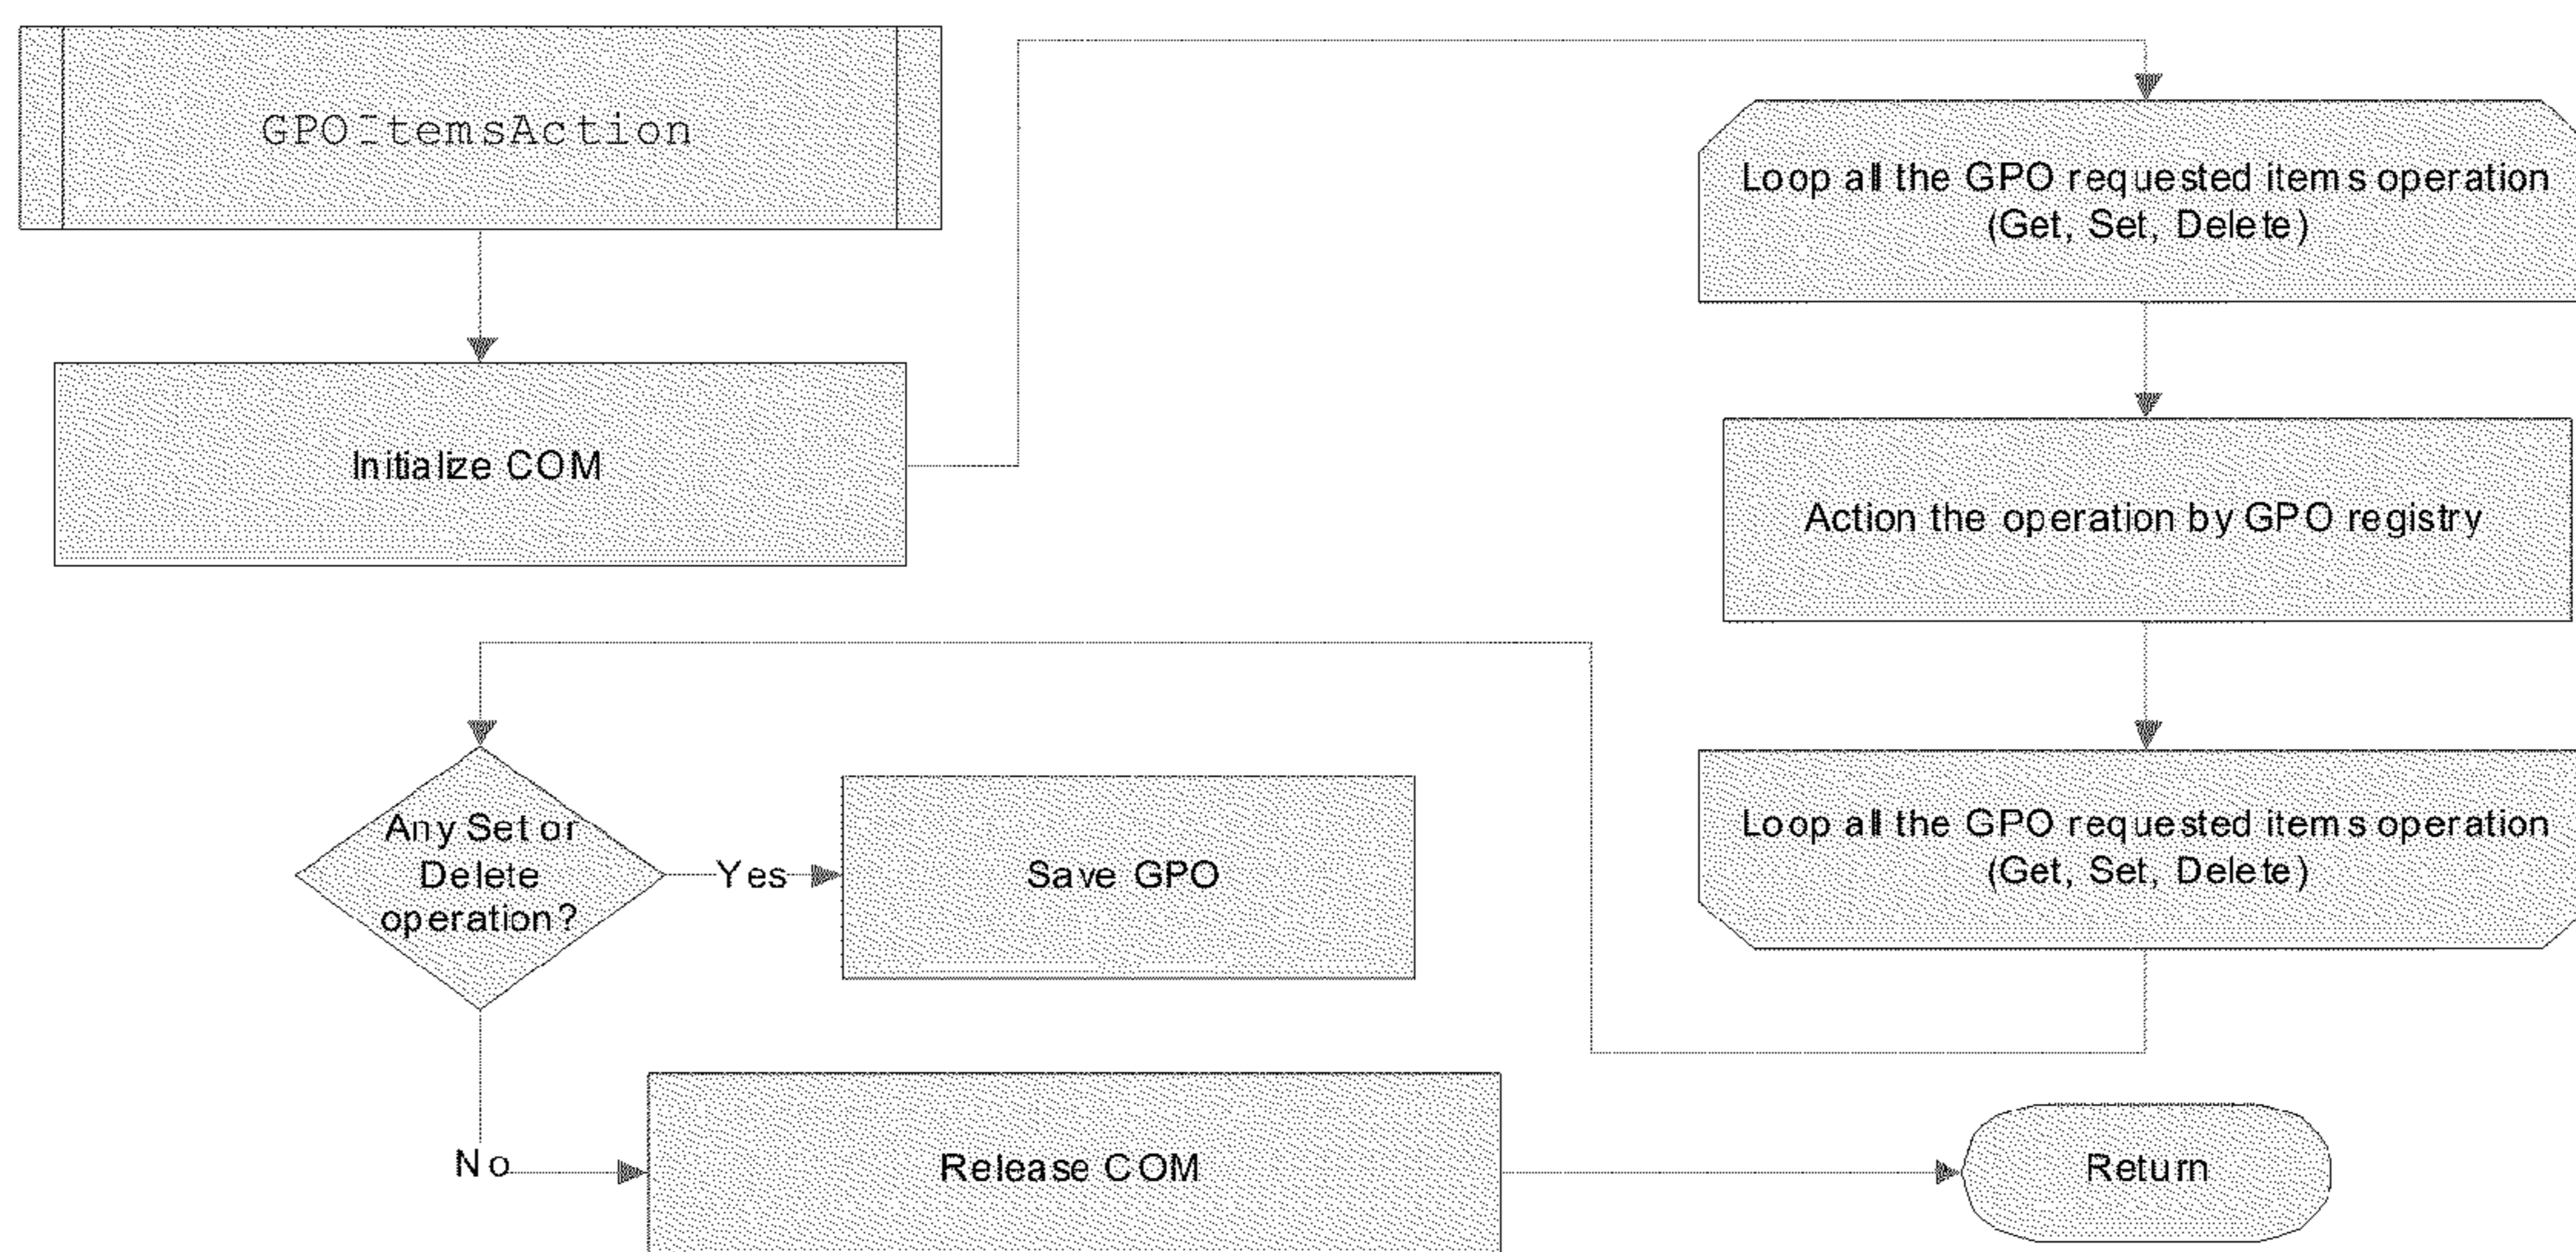 GPOItemsAction
Initialize COM
Loop all the GPO requested items operation
(Get, Set, Delete)
Action the operation by GPO registry
Loop all the GPO requested items operation
(Get, Set, Delete)
Any Set or
Delete
operation?
Yes
Save GPO
No
Release COM
Return